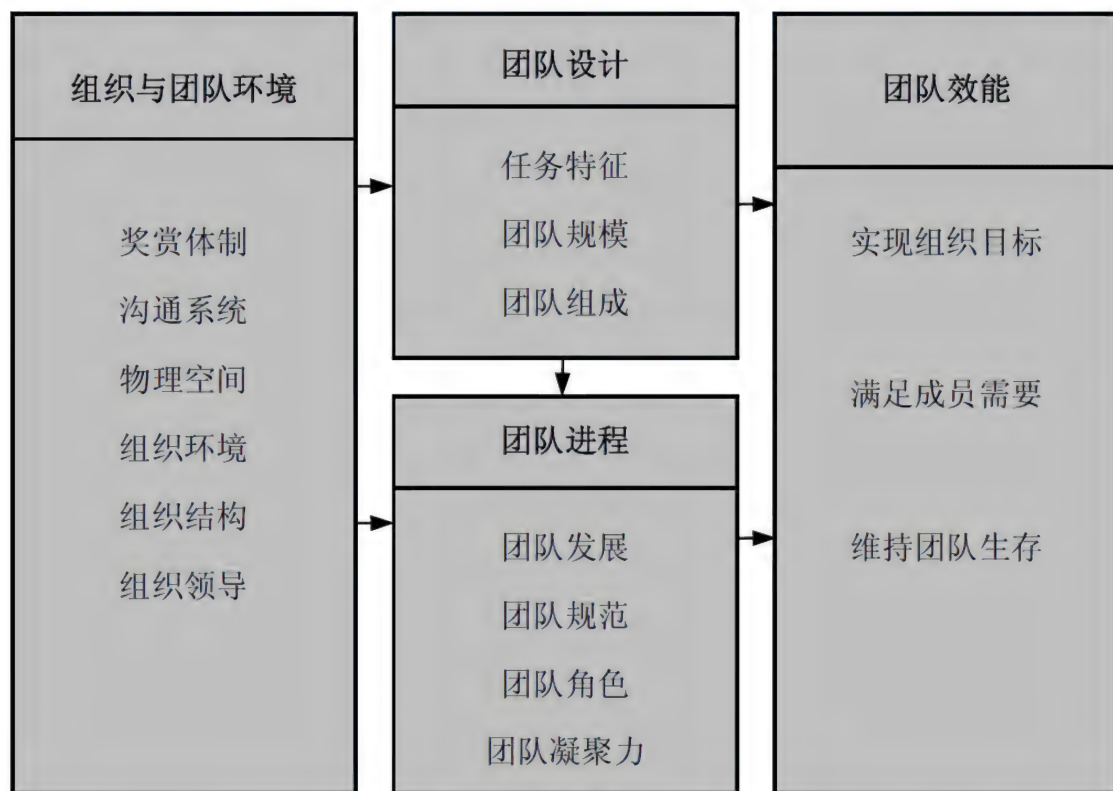 组织与团队环境
奖赏体制
沟通系统
物理空间
组织环境
组织结构
组织领导
团队设计
任务特征
团队规模
团队组成
团队进程
团队发展
团队规范
团队角色
团队凝聚力
团队效能
实现组织目标
满足成员需要
维持团队生存